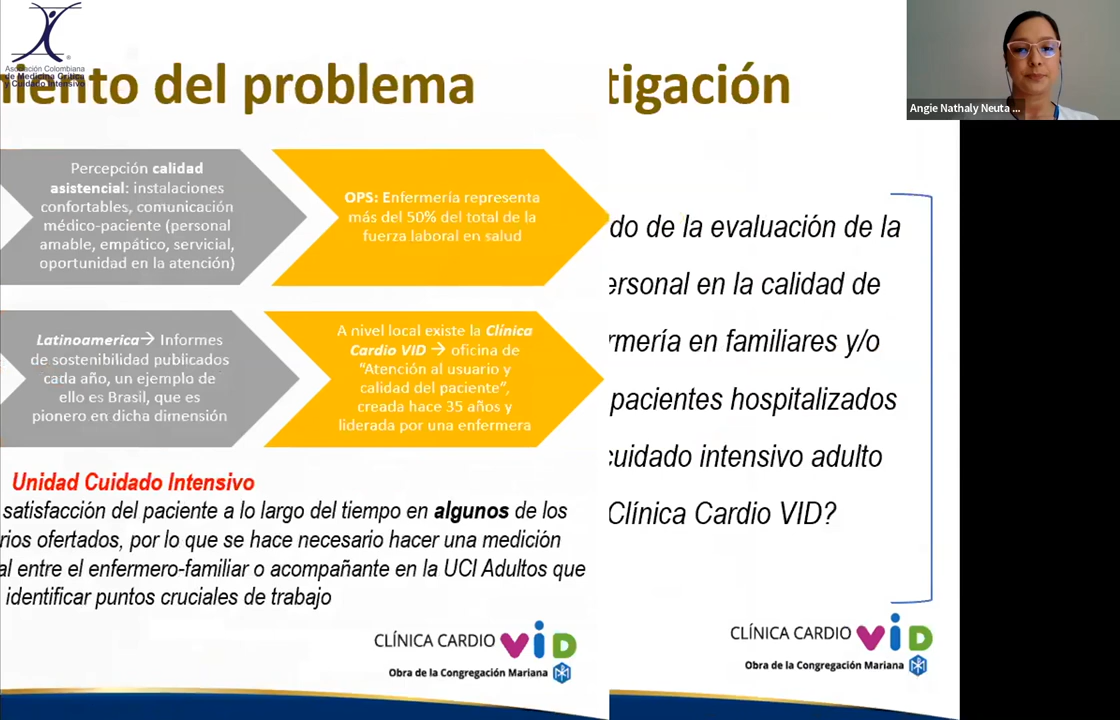 Asociación Colombiana
de Medicina Crítica
y Cuidado Intensivo
miento del problema
tigación
Angie Nathaly Neuta ...
Percepción calidad
asistencial: instalaciones
confortables, comunicación
médico-paciente (personal
amable, empático, servicial,
oportunidad en la atención)
OPS: Enfermería representa
más del 50% del total de la
fuerza laboral en salud
Latinoamerica→ Informes
de sostenibilidad publicados
cada año, un ejemplo de
ello es Brasil, que es
pionero en dicha dimensión
A nivel local existe la Clínica
Cardio VID → oficina de
“Atención al usuario y
calidad del paciente”,
creada hace 35 años y
liderada por una enfermera
Unidad Cuidado Intensivo
satisfacción del paciente a lo largo del tiempo en algunos de los
rios ofertados, por lo que se hace necesario hacer una medición
al entre el enfermero-familiar o acompañante en la UCI Adultos que
identificar puntos cruciales de trabajo
CLÍNICA CARDIO VID
Obra de la Congregación Mariana
do de la evaluación de la
ersonal en la calidad de
rmería en familiares y/o
pacientes hospitalizados
cuidado intensivo adulto
Clínica Cardio VID?
CLÍNICA CARDIO VID
Obra de la Congregación Mariana